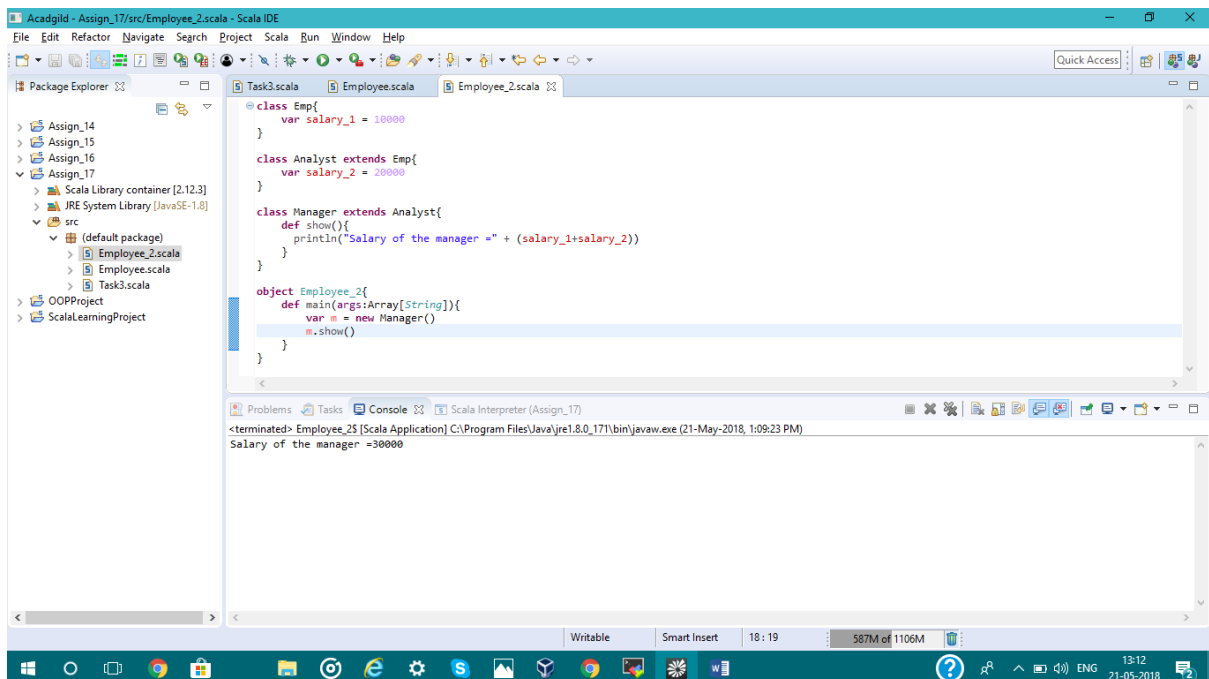 Acadgild - Assign_17/src/Employee_2.scala - Scala IDE
File Edit Refactor Navigate Search Project Scala Run Window Help
Quick Access
Package Explorer
Task3.scala Employee.scala Employee_2.scala
Assign_14
Assign_15
Assign_16
Assign_17
Scala Library container [2.12.3]
JRE System Library [JavaSE-1.8]
src
(default package)
Employee_2.scala
Employee.scala
Task3.scala
OOPProject
ScalaLearningProject
class Emp{
var salary_1 = 10000
}
class Analyst extends Emp{
var salary_2 = 20000
}
class Manager extends Analyst{
def show(){
println("Salary of the manager =" + (salary_1+salary_2))
}
}
object Employee_2{
def main(args:Array[String]){
var m = new Manager()
m.show()
}
}
Problems Tasks Console Scala Interpreter (Assign_17)
<terminated> Employee_2$ [Scala Application] C:\Program Files\Java\jre1.8.0_171\bin\javaw.exe (21-May-2018, 1:09:23 PM)
Salary of the manager =30000
Writable Smart Insert 18 : 19 587M of 1106M
ENG 13:12
21-05-2018